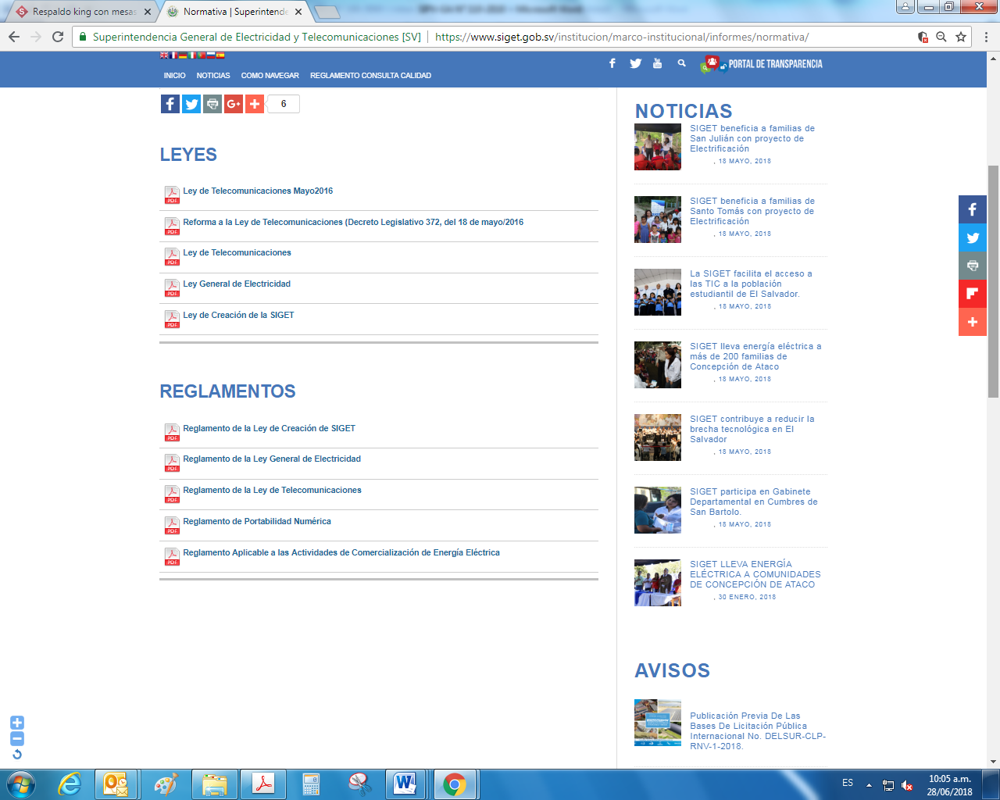 Respaldo king con mesas
Normativa | Superintende
Superintendencia General de Electricidad y Telecomunicaciones [SV]
https://www.siget.gob.sv/institucion/marco-institucional/informes/normativa/
INICIO
NOTICIAS
COMO NAVEGAR
REGLAMENTO CONSULTA CALIDAD
PORTAL DE TRANSPARENCIA
6
LEYES
Ley de Telecomunicaciones Mayo2016
Reforma a la Ley de Telecomunicaciones (Decreto Legislativo 372, del 18 de mayo/2016
Ley de Telecomunicaciones
Ley General de Electricidad
Ley de Creación de la SIGET
REGLAMENTOS
Reglamento de la Ley de Creación de SIGET
Reglamento de la Ley General de Electricidad
Reglamento de la Ley de Telecomunicaciones
Reglamento de Portabilidad Numérica
Reglamento Aplicable a las Actividades de Comercialización de Energía Eléctrica
NOTICIAS
SIGET beneficia a familias de
San Julián con proyecto de
Electrificación
, 18 MAYO, 2018
SIGET beneficia a familias de
Santo Tomás con proyecto de
Electrificación
, 18 MAYO, 2018
La SIGET facilita el acceso a
las TIC a la población
estudiantil de El Salvador.
, 18 MAYO, 2018
SIGET lleva energía eléctrica a
más de 200 familias de
Concepción de Ataco
, 18 MAYO, 2018
SIGET contribuye a reducir la
brecha tecnológica en El
Salvador
, 18 MAYO, 2018
SIGET participa en Gabinete
Departamental en Cumbres de
San Bartolo.
, 18 MAYO, 2018
SIGET LLEVA ENERGÍA
ELÉCTRICA A COMUNIDADES
DE CONCEPCIÓN DE ATACO
, 30 ENERO, 2018
AVISOS
Publicación Previa De Las
Bases De Licitación Pública
Internacional No. DELSUR-CLP-
RNV-1-2018.
ES
10:05 a.m.
28/06/2018